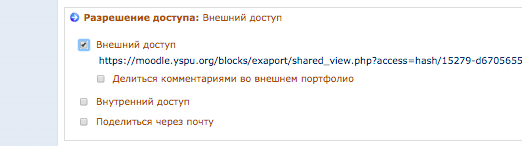 Разрешение доступа: Внешний доступ
Внешний доступ
https://moodle.yspu.org/blocks/exaport/shared_view.php?access=hash/15279-d6705655
Делиться комментариями во внешнем портфолио
Внутренний доступ
Поделиться через почту